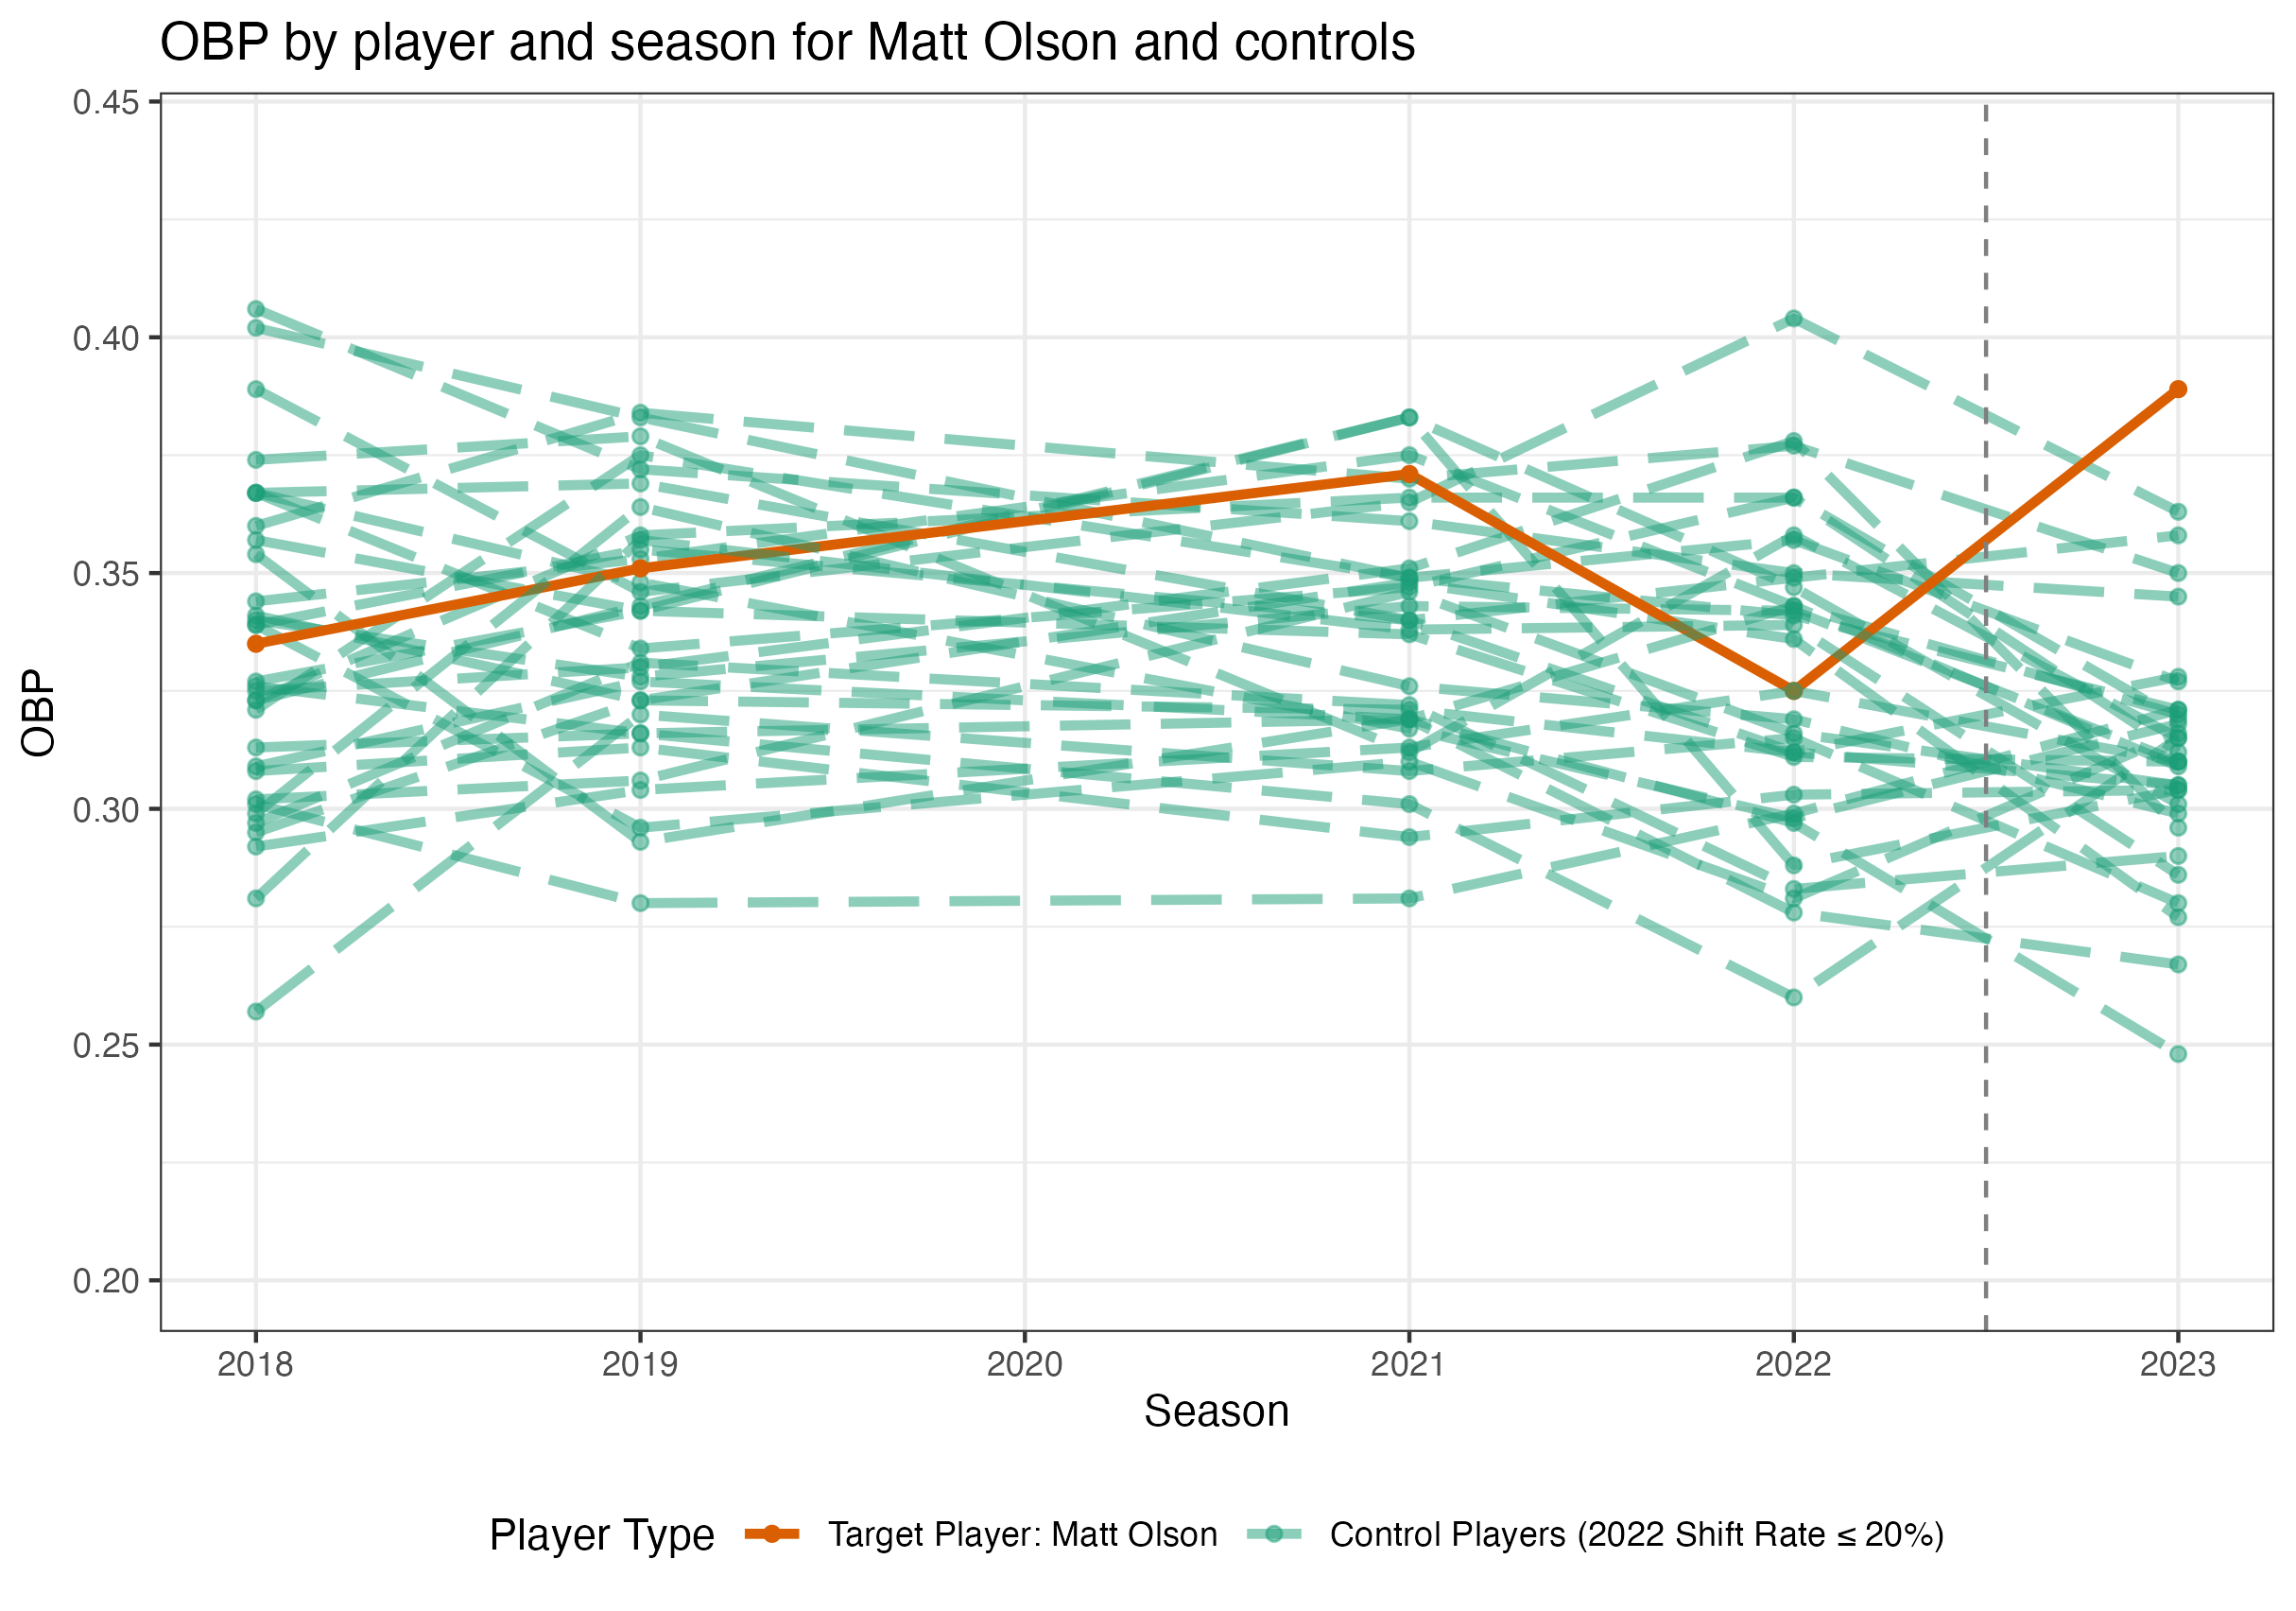 OBP by player and season for Matt Olson and controls
0.45
0.40
0.35
0.30
0.25
0.20
OBP
2018 2019 2020 2021 2022 2023
Season
Player Type Target Player: Matt Olson Control Players (2022 Shift Rate ≤ 20%)